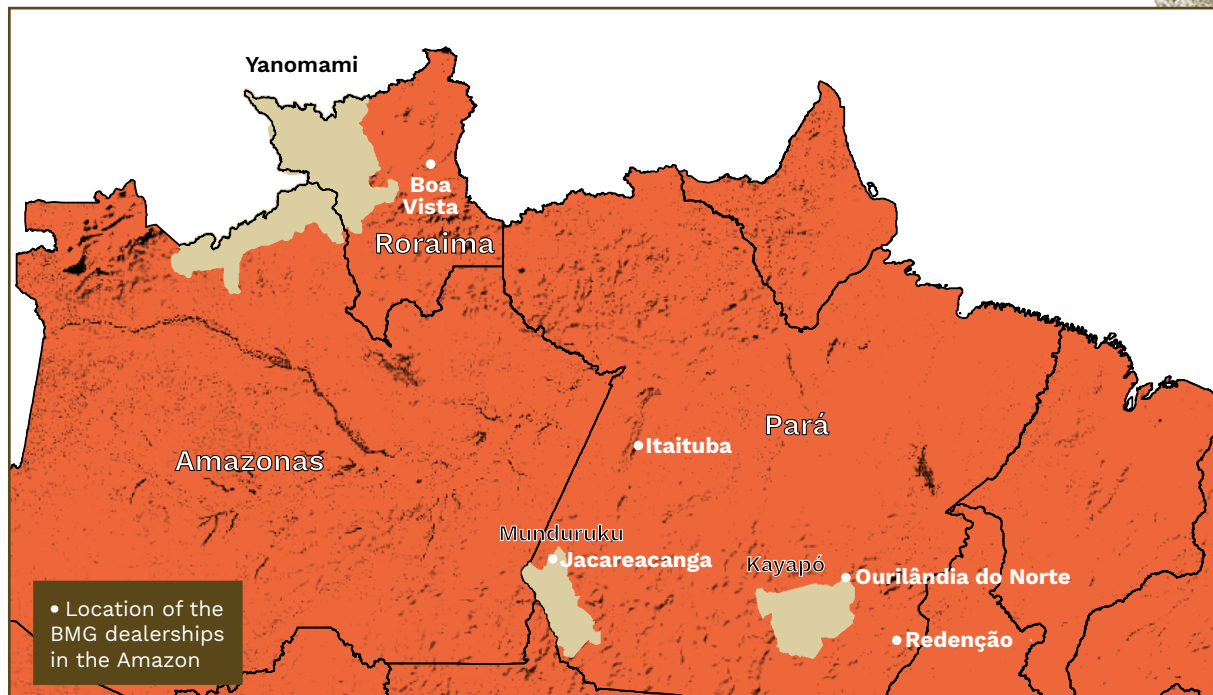 Yanomami
Boa
Vista
Roraima
Pará
Itaituba
Amazonas
Munduruku
Jacareacanga
Kayapó
Ourilândia do Norte
Redenção
• Location of the
BMG dealerships
in the Amazon